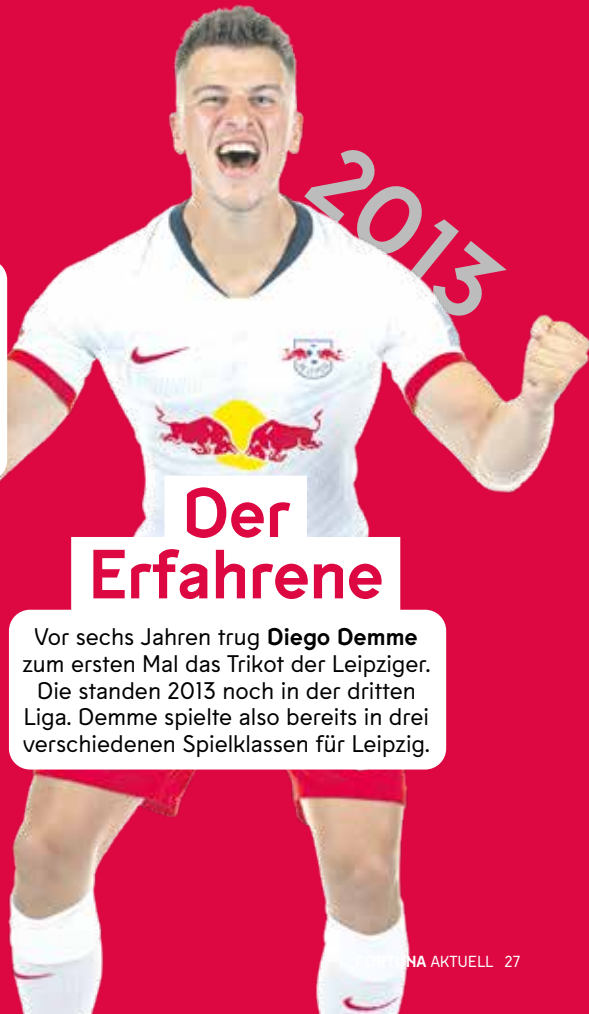 2013
Der
Erfahrene
Vor sechs Jahren trug Diego Demme
zum ersten Mal das Trikot der Leipziger.
Die standen 2013 noch in der dritten
Liga. Demme spielte also bereits in drei
verschiedenen Spielklassen für Leipzig.
FORTUNA AKTUELL 27